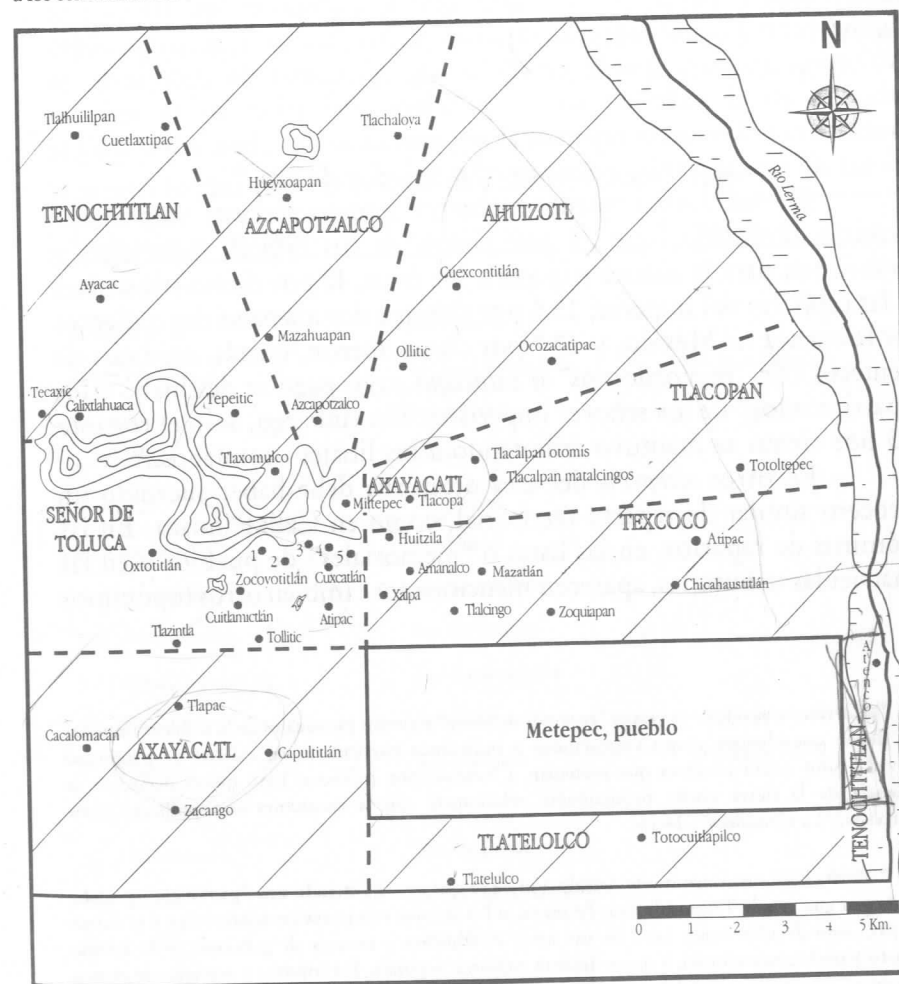 N
Tlalhuililpan
Cuetlaxtipac
Tlachaloya
Río Lerma
Hueyxoapan
TENOCHTITLAN
AZCAPOTZALCO
AHUIZOTL
Cuexcontitlán
Ayacac
Mazahuapan
Ollitic
Ocozacatipac
TLACOPAN
Tecaxic
Calixtlahuaca
Tepeitic
Azcapotzalco
Tlaxomulco
Tlacalpan otomis
Tlacalpan matalcingos
Totoltepec
AXAYACATL
Miltepec
Tlacopa
SEÑOR DE
TOLUCA
TEXCOCO
Huitzila
Atipac
Oxtotitlán
1
2
3
4
5
Zocovotitlán
Cuxcatlán
Amanalco
Mazatlán
Chicahaustitlán
Cuitlamictlán
Atipac
Xalpa
Tlalcingo
Zoquiapan
Tlazintla
Tollitic
Atenco
Tlapac
Cacalomacán
AXAYACATL
Capultitlán
Metepec, pueblo
Zacango
TENOCHTITLAN
TLATELOLCO
Totocuitlapilco
Tlatelulco
0 1 2 3 4 5 Km.